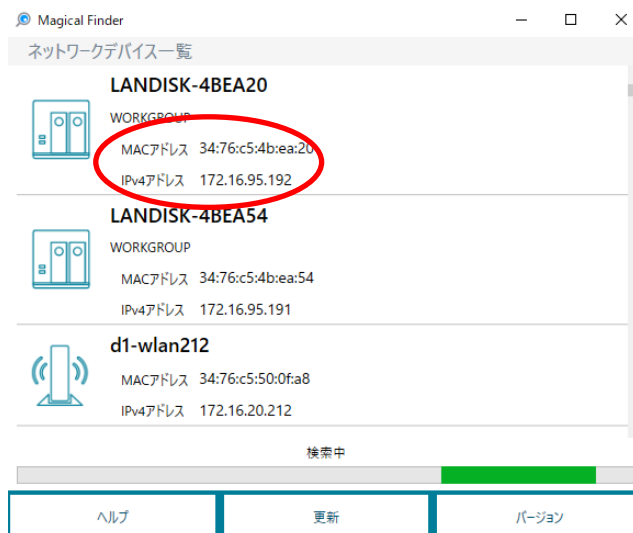 Magical Finder
ネットワークデバイス一覧
LANDISK-4BEA20
WORKGROUP
MACアドレス 34:76:c5:4b:ea:20
IPv4アドレス 172.16.95.192
LANDISK-4BEA54
WORKGROUP
MACアドレス 34:76:c5:4b:ea:54
IPv4アドレス 172.16.95.191
d1-wlan212
MACアドレス 34:76:c5:50:0f:a8
IPv4アドレス 172.16.20.212
検索中
ヘルプ 更新 バージョン